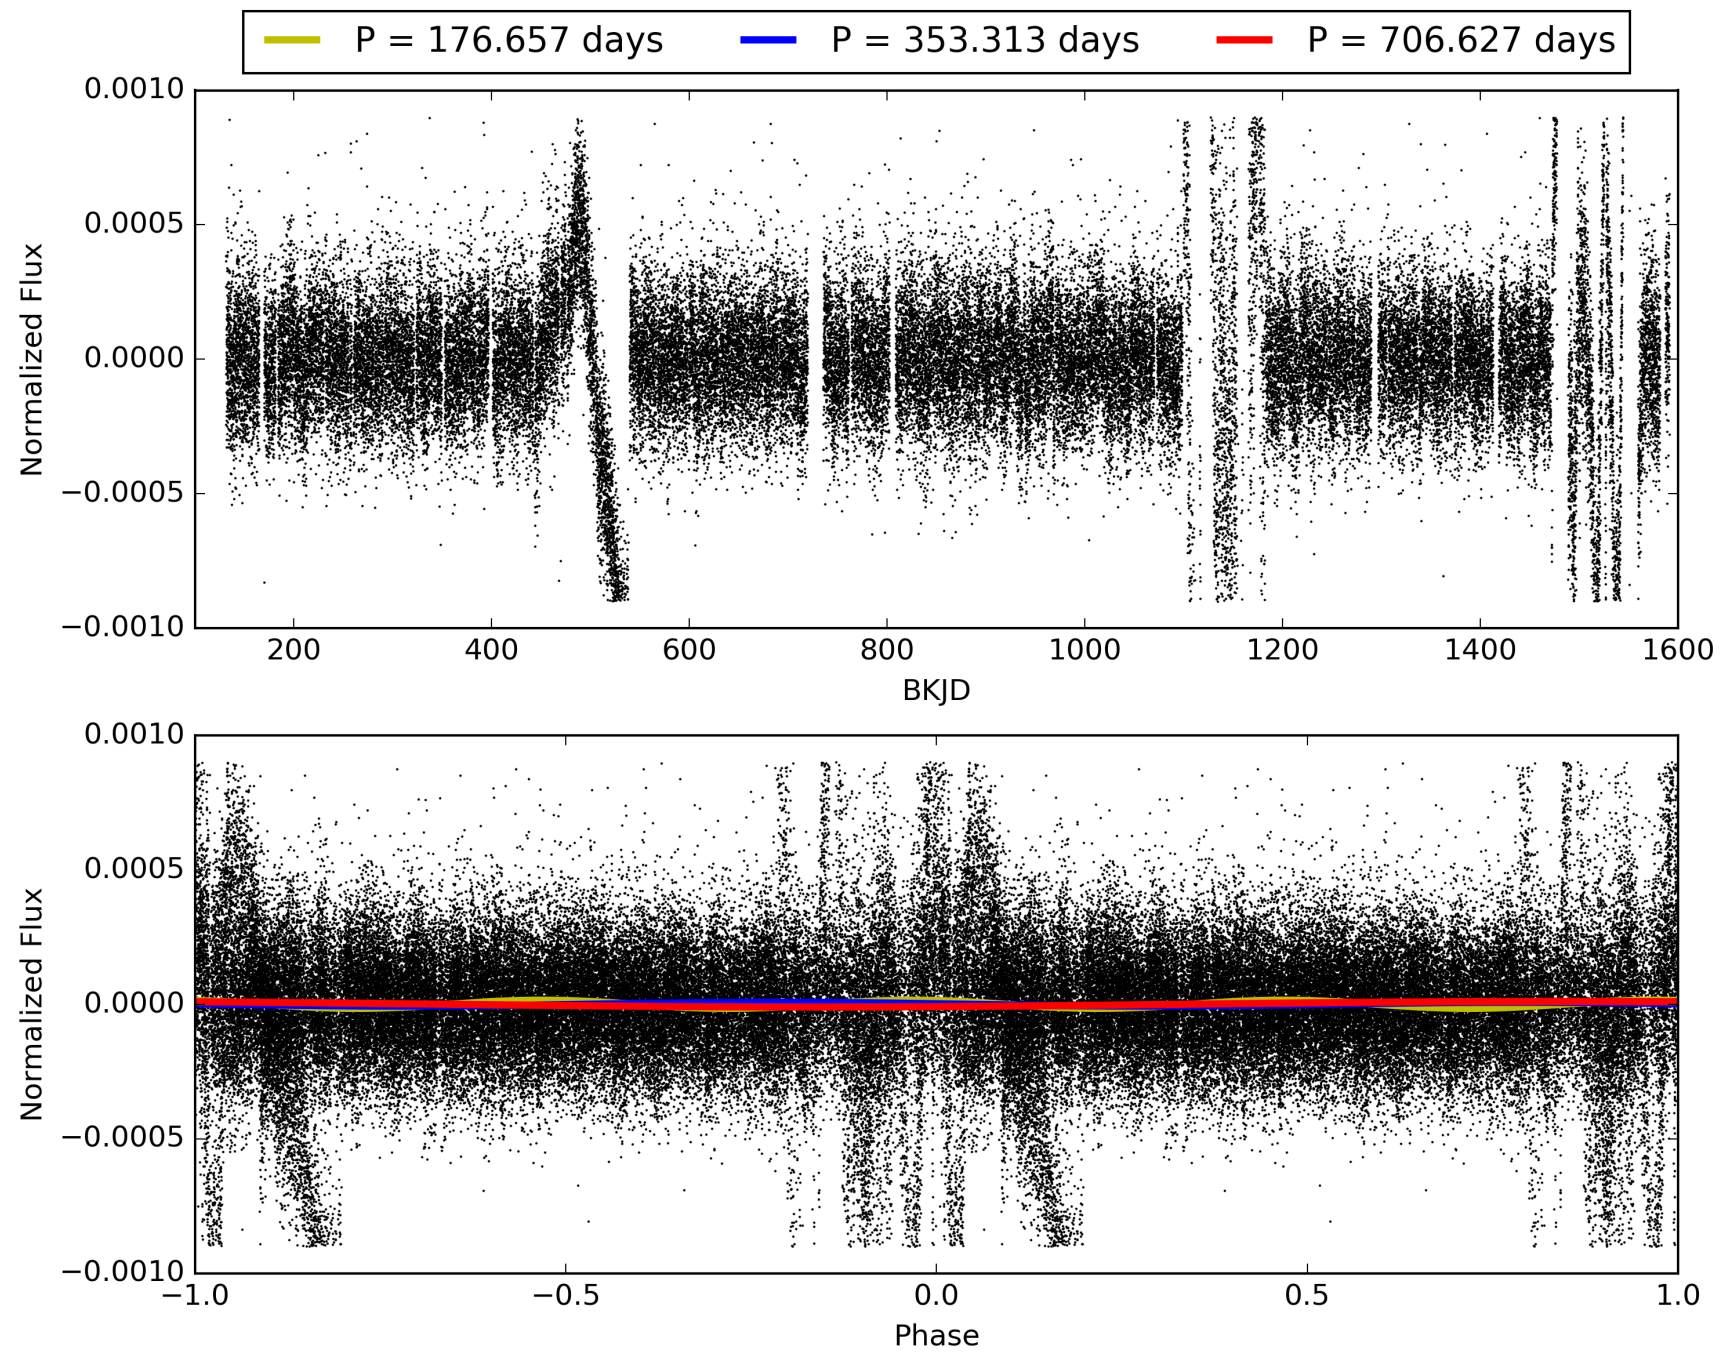 P = 176.657 days P = 353.313 days P = 706.627 days
0.0010
0.0005
0.0000
−0.0005
−0.0010
Normalized Flux
200 400 600 800 1000 1200 1400 1600
BKJD
0.0010
0.0005
0.0000
−0.0005
−0.0010
Normalized Flux
−1.0 −0.5 0.0 0.5 1.0
Phase